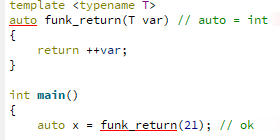 template <typename T>
auto funk_return(T var) // auto = int
{
return ++var;
}
int main()
{
auto x = funk_return(21); // ok